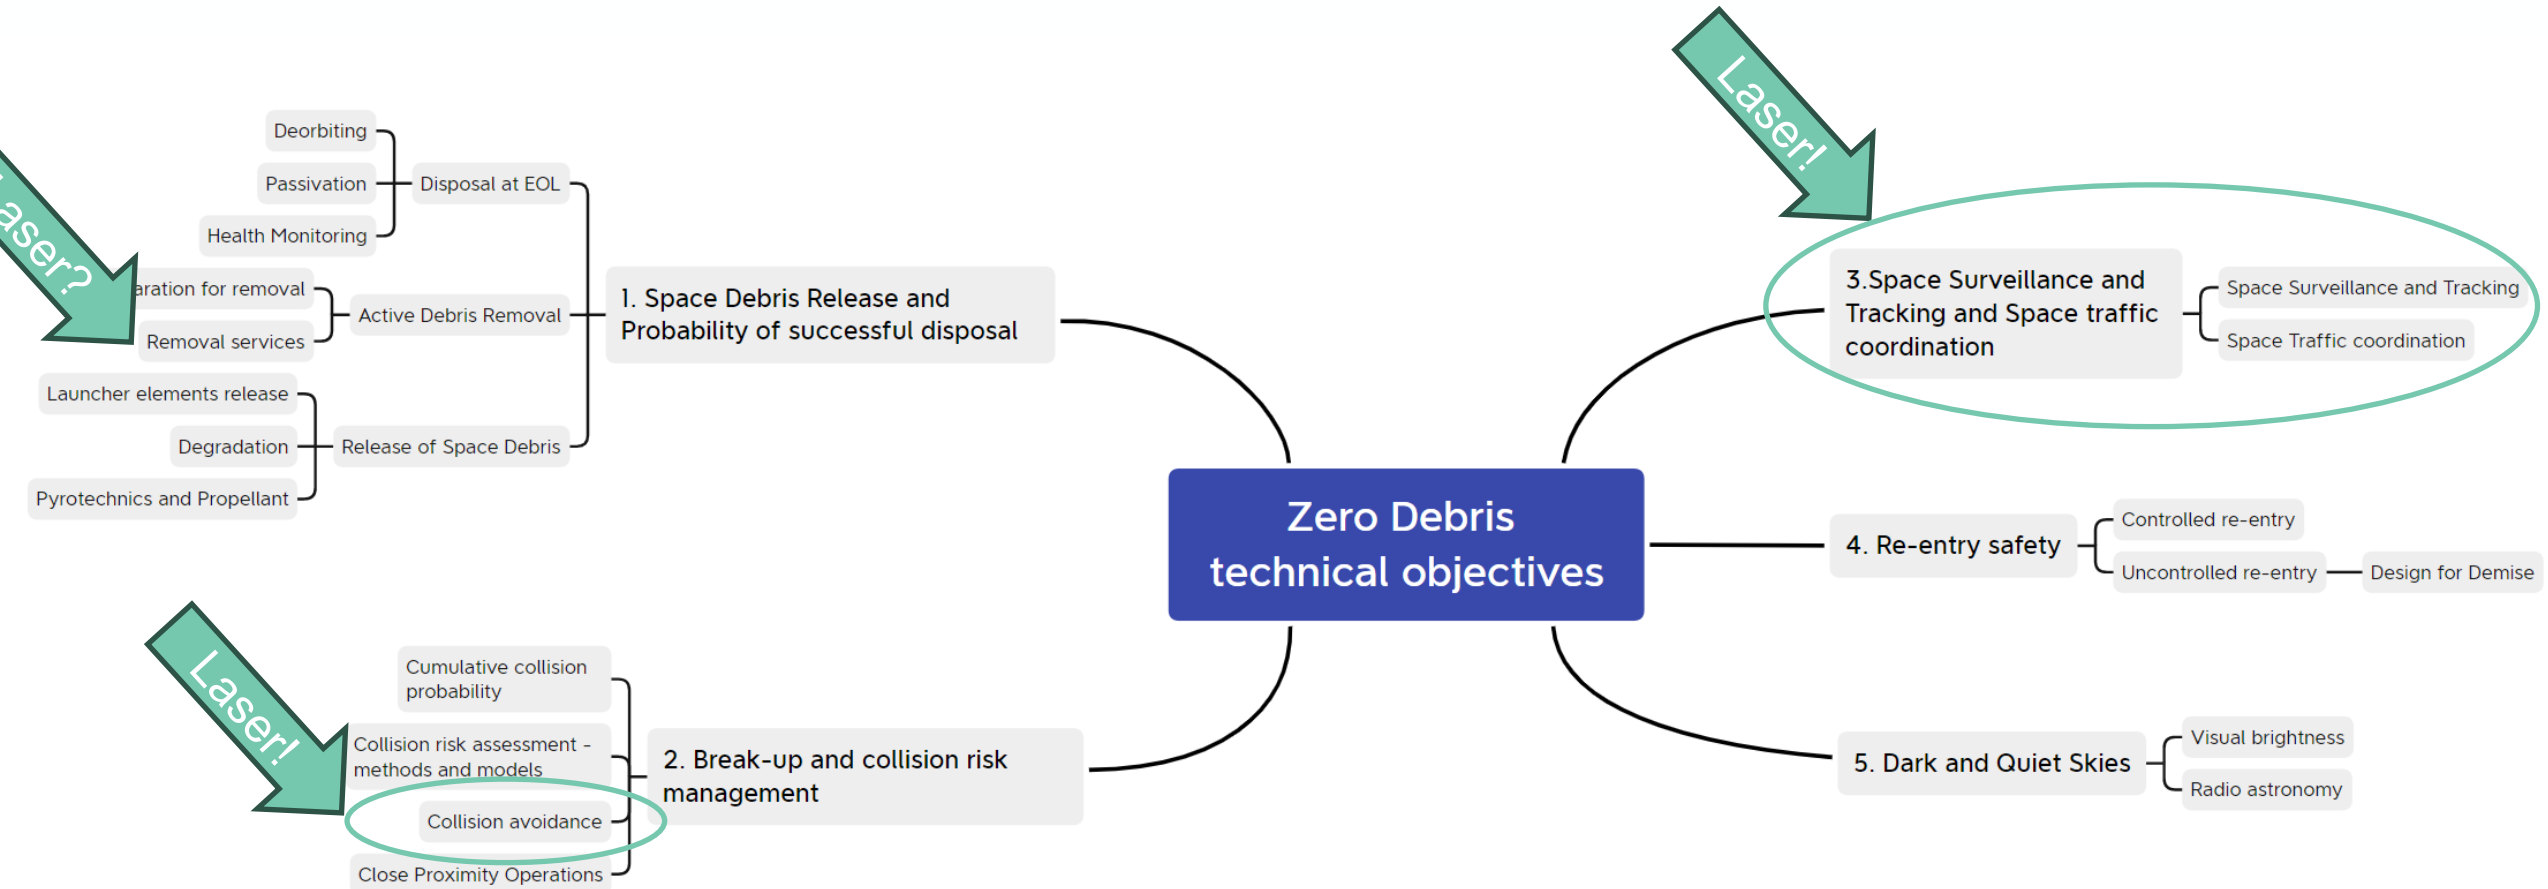 Laser!
Deorbiting
Passivation
Health Monitoring
Disposal at EOL
Laser?
aration for removal
Removal services
Active Debris Removal
Launcher elements release
Degradation
Pyrotechnics and Propellant
Release of Space Debris
1. Space Debris Release and
Probability of successful disposal
3.Space Surveillance and
Tracking and Space traffic
coordination
Space Surveillance and Tracking
Space Traffic coordination
Zero Debris
technical objectives
4. Re-entry safety
Controlled re-entry
Uncontrolled re-entry
Design for Demise
Laser!
Cumulative collision
probability
Collision risk assessment -
methods and models
Collision avoidance
Close Proximity Operations
2. Break-up and collision risk
management
5. Dark and Quiet Skies
Visual brightness
Radio astronomy